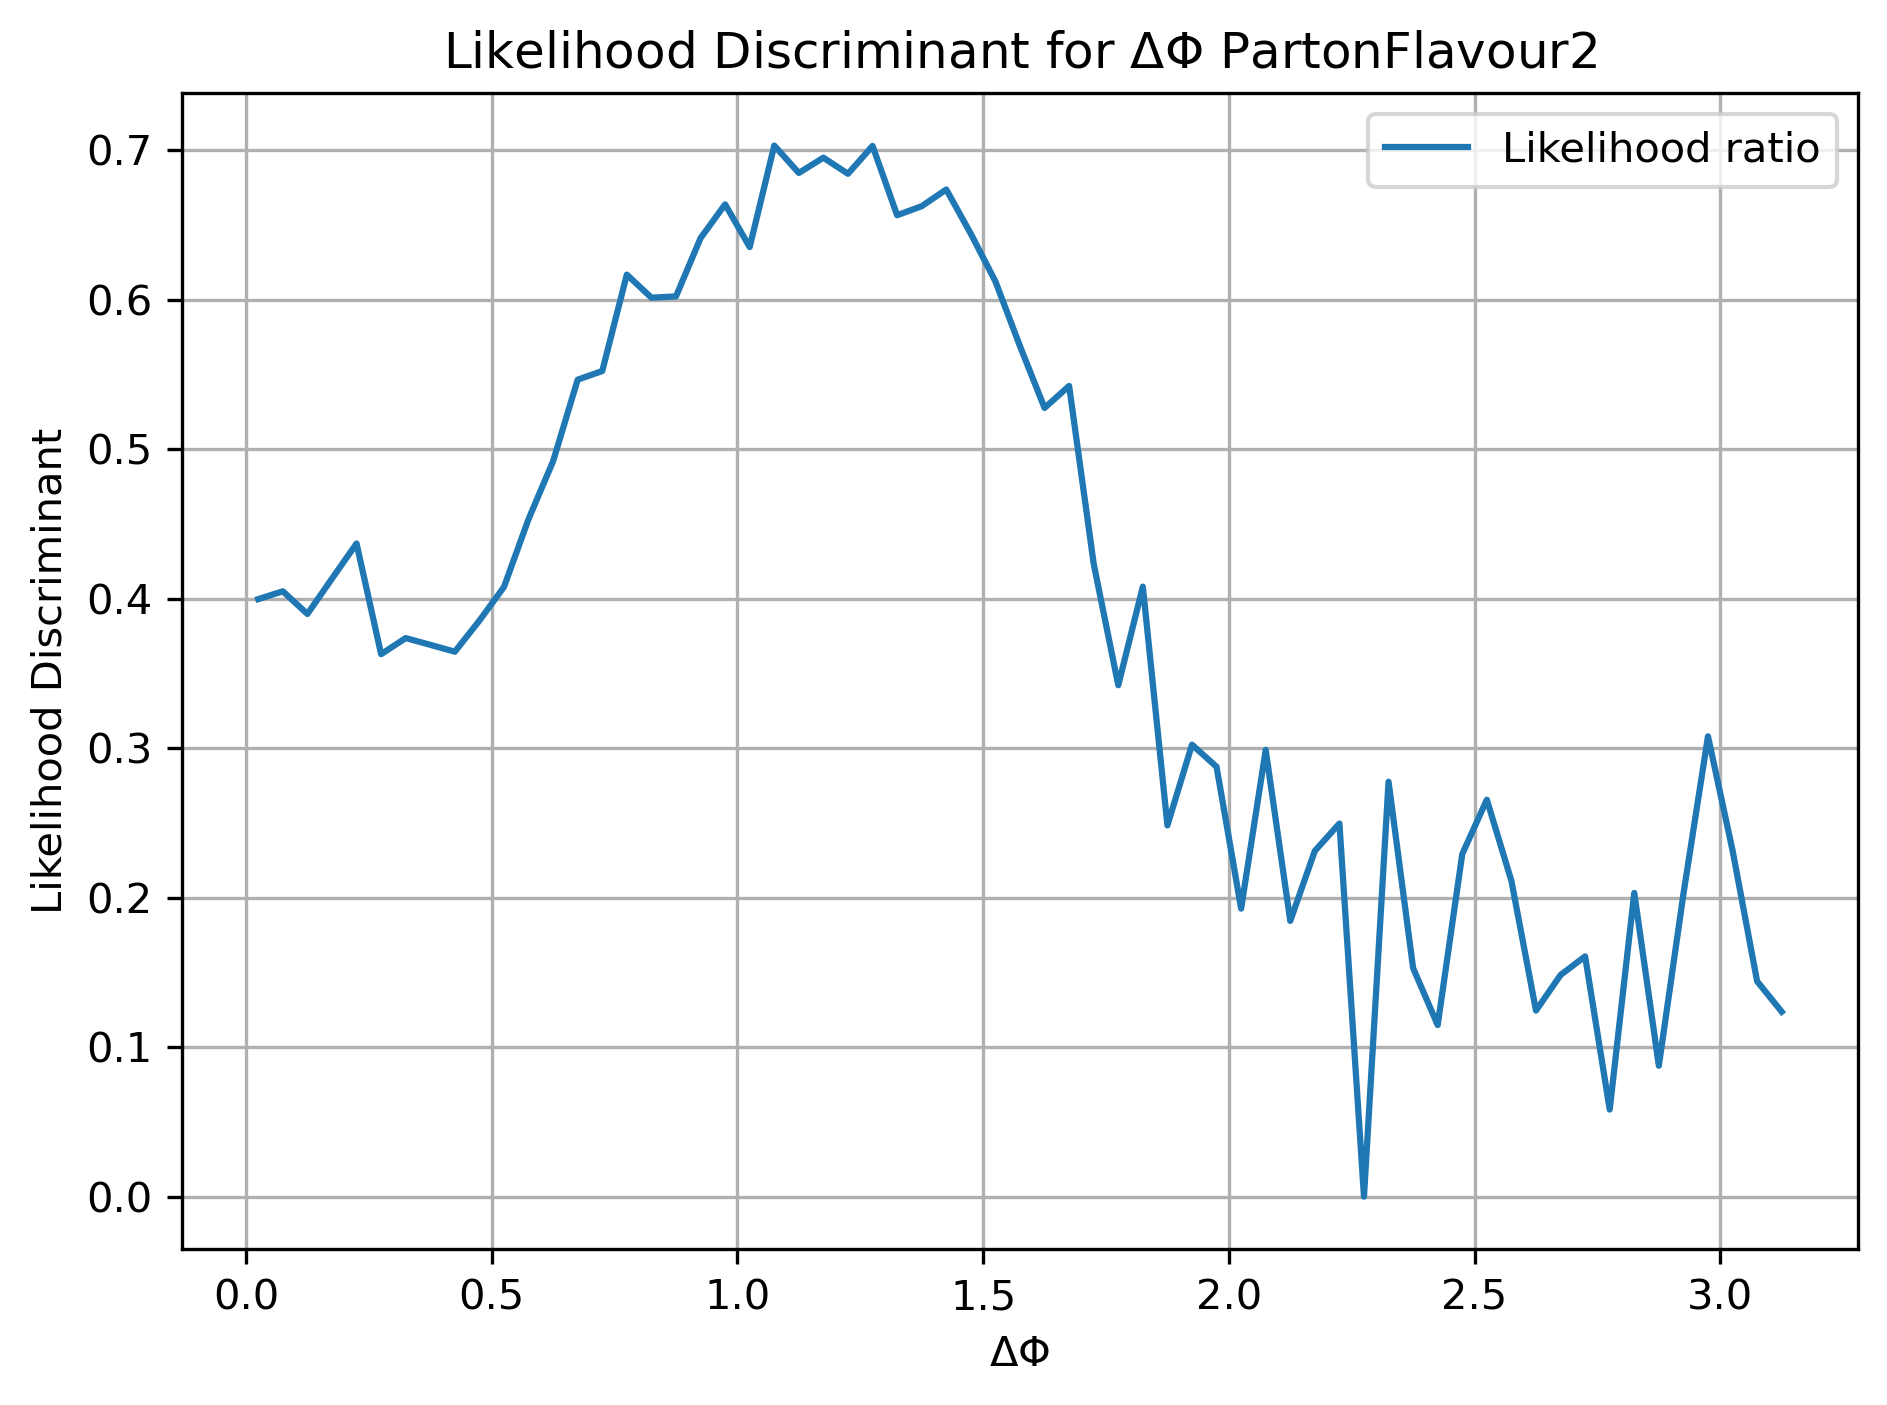 Likelihood Discriminant for ΔΦ PartonFlavour2
Likelihood ratio
Likelihood Discriminant
0.7
0.6
0.5
0.4
0.3
0.2
0.1
0.0
0.0 0.5 1.0 1.5 2.0 2.5 3.0
ΔΦ